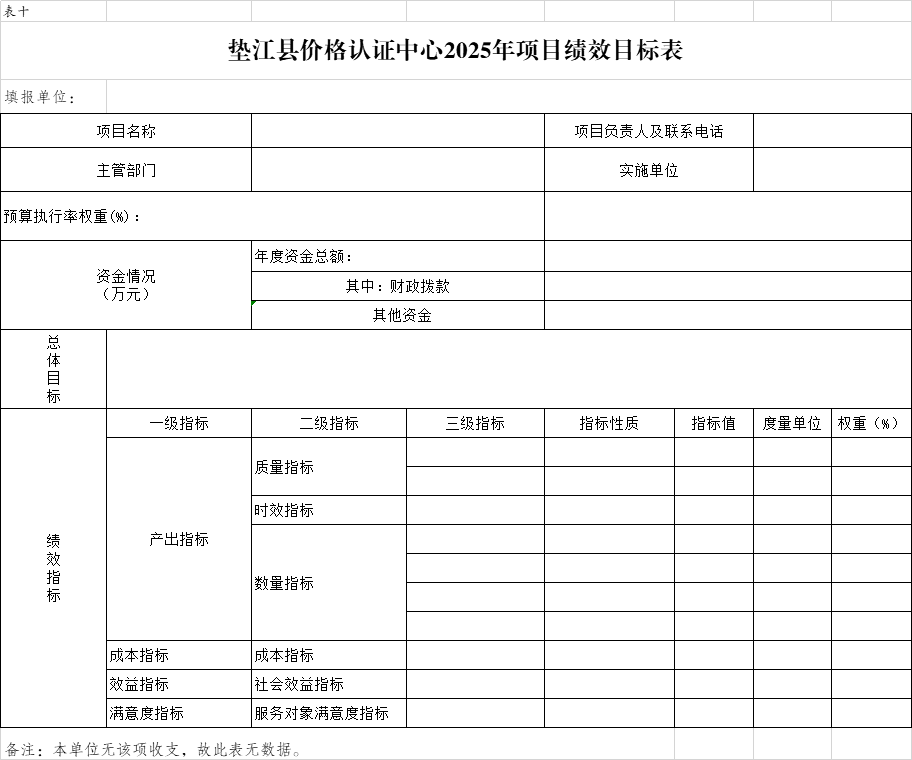 表十
垫江县价格认证中心2025年项目绩效目标表
填报单位：
项目名称
项目负责人及联系电话
主管部门
实施单位
预算执行率权重(%)：
资金情况
（万元）
年度资金总额：
其中：财政拨款
其他资金
总
体
目
标
绩
效
指
标
一级指标
二级指标
三级指标
指标性质
指标值
度量单位
权重（%）
产出指标
质量指标
时效指标
数量指标
成本指标
成本指标
效益指标
社会效益指标
满意度指标
服务对象满意度指标
备注：本单位无该项收支，故此表无数据。